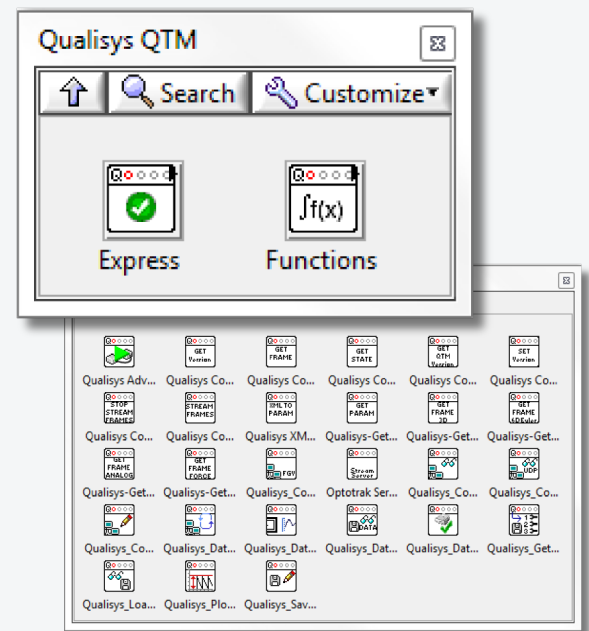 Qualisys QTM
Search Customize
∫f(x)
Express Functions
GET Version GET FRAME GET STATE GET QTM Version SET Version
Qualisys Adv... Qualisys Co... Qualisys Co... Qualisys Co... Qualisys Co... Qualisys Co...
STOP STREAM FRAMES STREAM FRAMES XML TO PARAM GET PARAM GET FRAME 3D GET FRAME 6DEuler
Qualisys Co... Qualisys Co... Qualisys XM... Qualisys-Get... Qualisys-Get... Qualisys-Get...
GET FRAME ANALOG GET FRAME FORCE FGV Stream Server UDP
Qualisys-Get... Qualisys-Get... Qualisys_Co... Optotrak Ser... Qualisys_Co... Qualisys_Co...
DATA
Qualisys_Co... Qualisys_Dat... Qualisys_Dat... Qualisys_Dat... Qualisys_Dat... Qualisys_Get...
Qualisys_Loa... Qualisys_Plo... Qualisys_Sav...